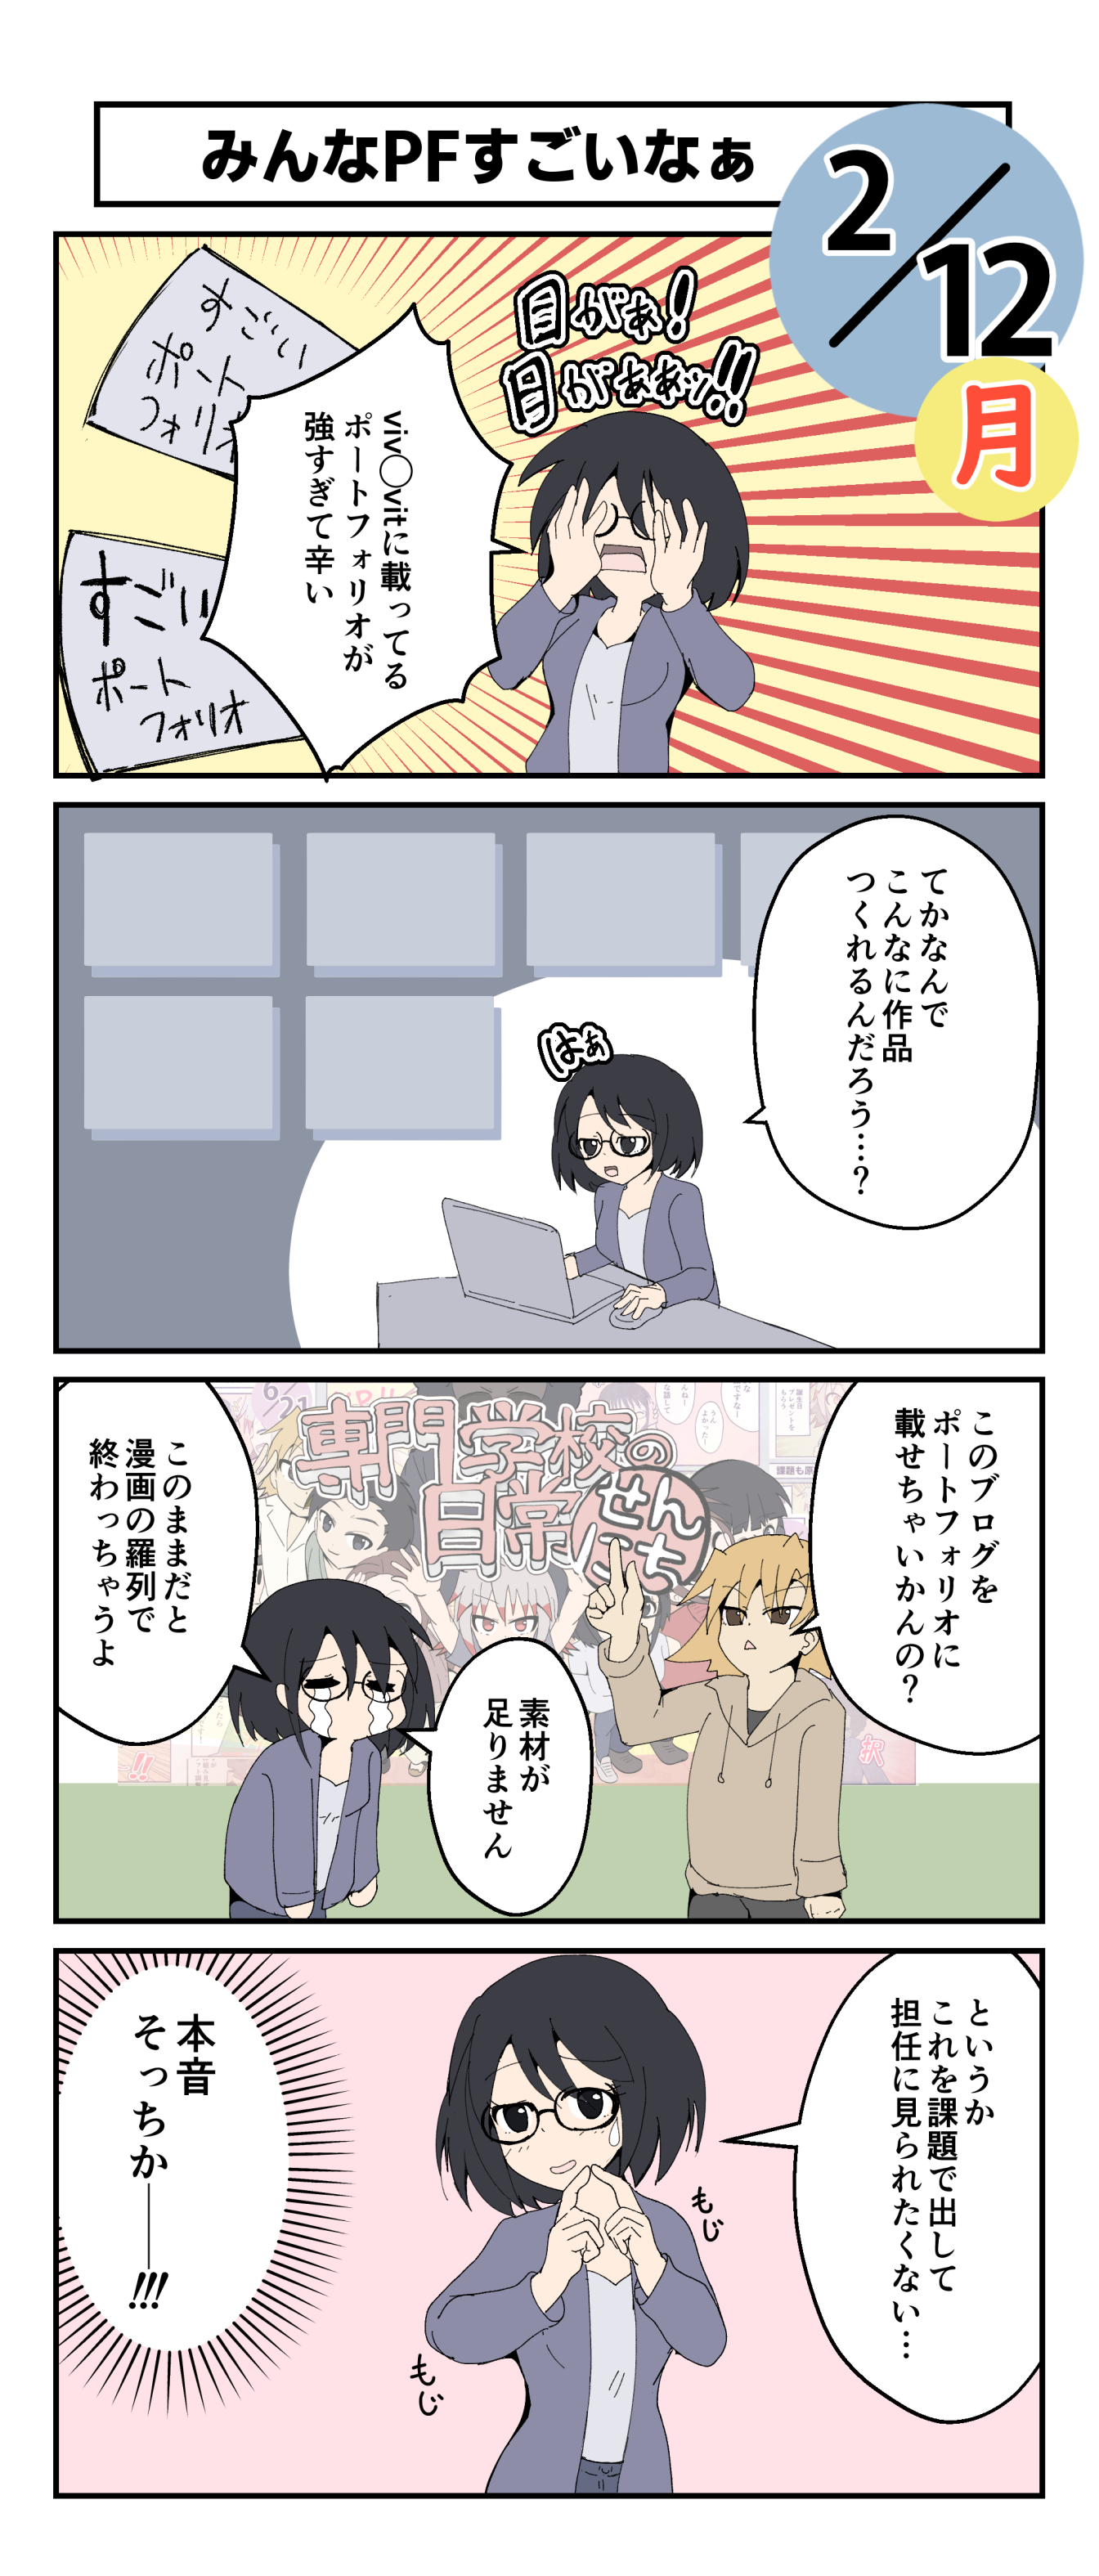 みんなPFすごいなぁ
2/12
月
目がぁ!
目がぁぁッ!!
viv◯vitに載ってる
ポートフォリオが
強すぎて辛い
すごい
ポート
フォリオ
すごい
ポート
フォリオ
てかなんで
こんなに作品
つくれるんだろう…?
はぁ
このブログを
ポートフォリオに
載せちゃいかんの?
専門学校の
日常
せん
にち
6/21
択
!!
素材が
足りません
このままだと
漫画の羅列で
終わっちゃうよ
というか
これを課題で出して
担任に見られたくない…
もじ
もじ
本音
そっちか――!!!